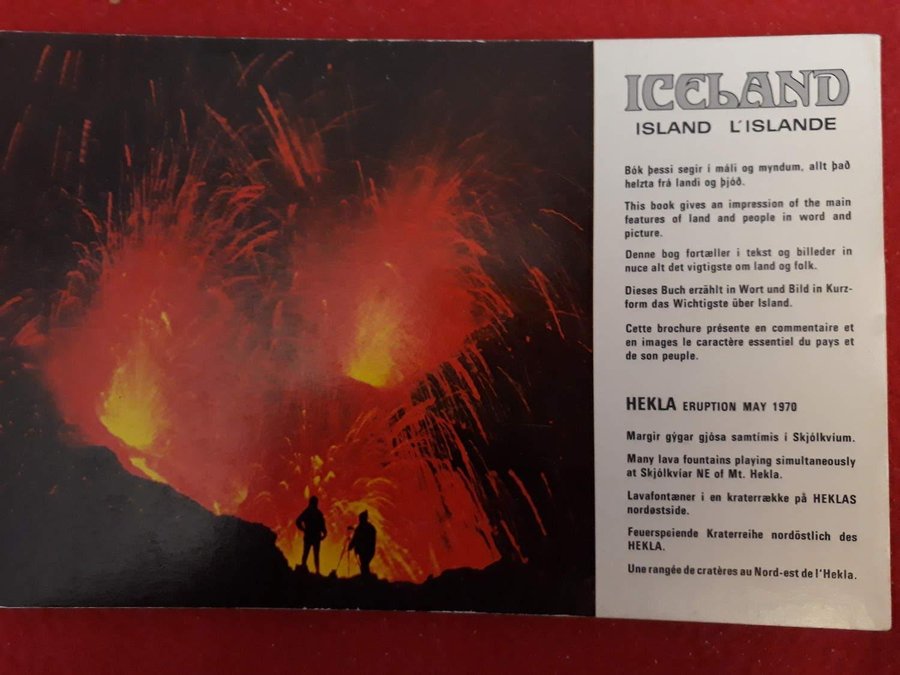 ICELAND
ISLAND L'ISLANDE
Bók þessi segir í máli og myndum, allt það
helzta frá landi og þjóð.
This book gives an impression of the main
features of land and people in word and
picture.
Denne bog fortæller i tekst og billeder in
nuce alt det vigtigste om land og folk.
Dieses Buch erzählt in Wort und Bild in Kurz-
form das Wichtigste über Island.
Cette brochure présente en commentaire et
en images le caractère essentiel du pays et
de son peuple.
HEKLA ERUPTION MAY 1970
Margir gýgar gjósa samtímis í Skjólkvíum.
Many lava fountains playing simultaneously
at Skjólkvíar NE of Mt. Hekla.
Lavafontæner i en kraterrække på HEKLAS
nordøstside.
Feuerspeiende Kraterreihe nordöstlich des
HEKLA.
Une rangée de cratères au Nord-est de l'Hekla.